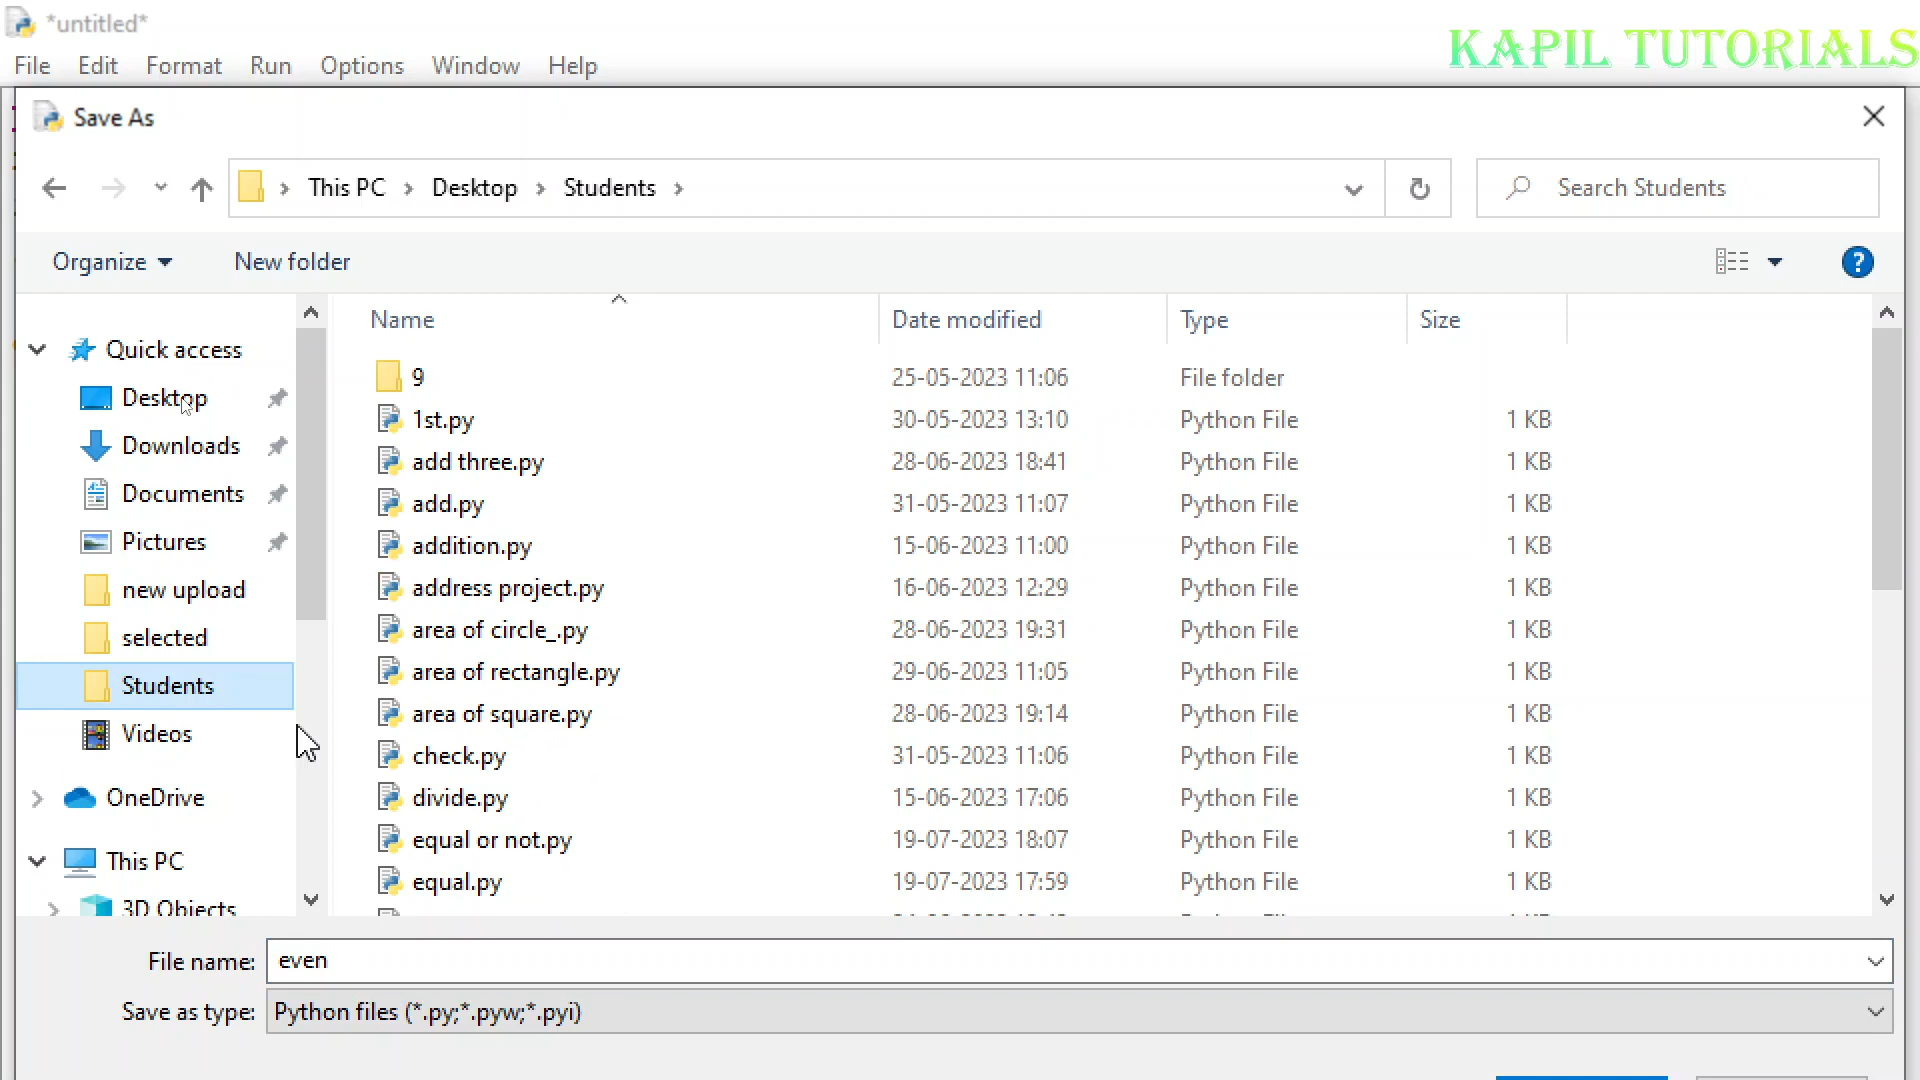 *untitled*
File Edit Format Run Options Window Help
KAPIL TUTORIALS
Save As
This PC Desktop Students
Search Students
Organize New folder
?
Name Date modified Type Size
Quick access
Desktop
Downloads
Documents
Pictures
new upload
selected
Students
Videos
OneDrive
This PC
3D Objects
9 25-05-2023 11:06 File folder
1st.py 30-05-2023 13:10 Python File 1 KB
add three.py 28-06-2023 18:41 Python File 1 KB
add.py 31-05-2023 11:07 Python File 1 KB
addition.py 15-06-2023 11:00 Python File 1 KB
address project.py 16-06-2023 12:29 Python File 1 KB
area of circle_.py 28-06-2023 19:31 Python File 1 KB
area of rectangle.py 29-06-2023 11:05 Python File 1 KB
area of square.py 28-06-2023 19:14 Python File 1 KB
check.py 31-05-2023 11:06 Python File 1 KB
divide.py 15-06-2023 17:06 Python File 1 KB
equal or not.py 19-07-2023 18:07 Python File 1 KB
equal.py 19-07-2023 17:59 Python File 1 KB
File name: even
Save as type: Python files (*.py;*.pyw;*.pyi)